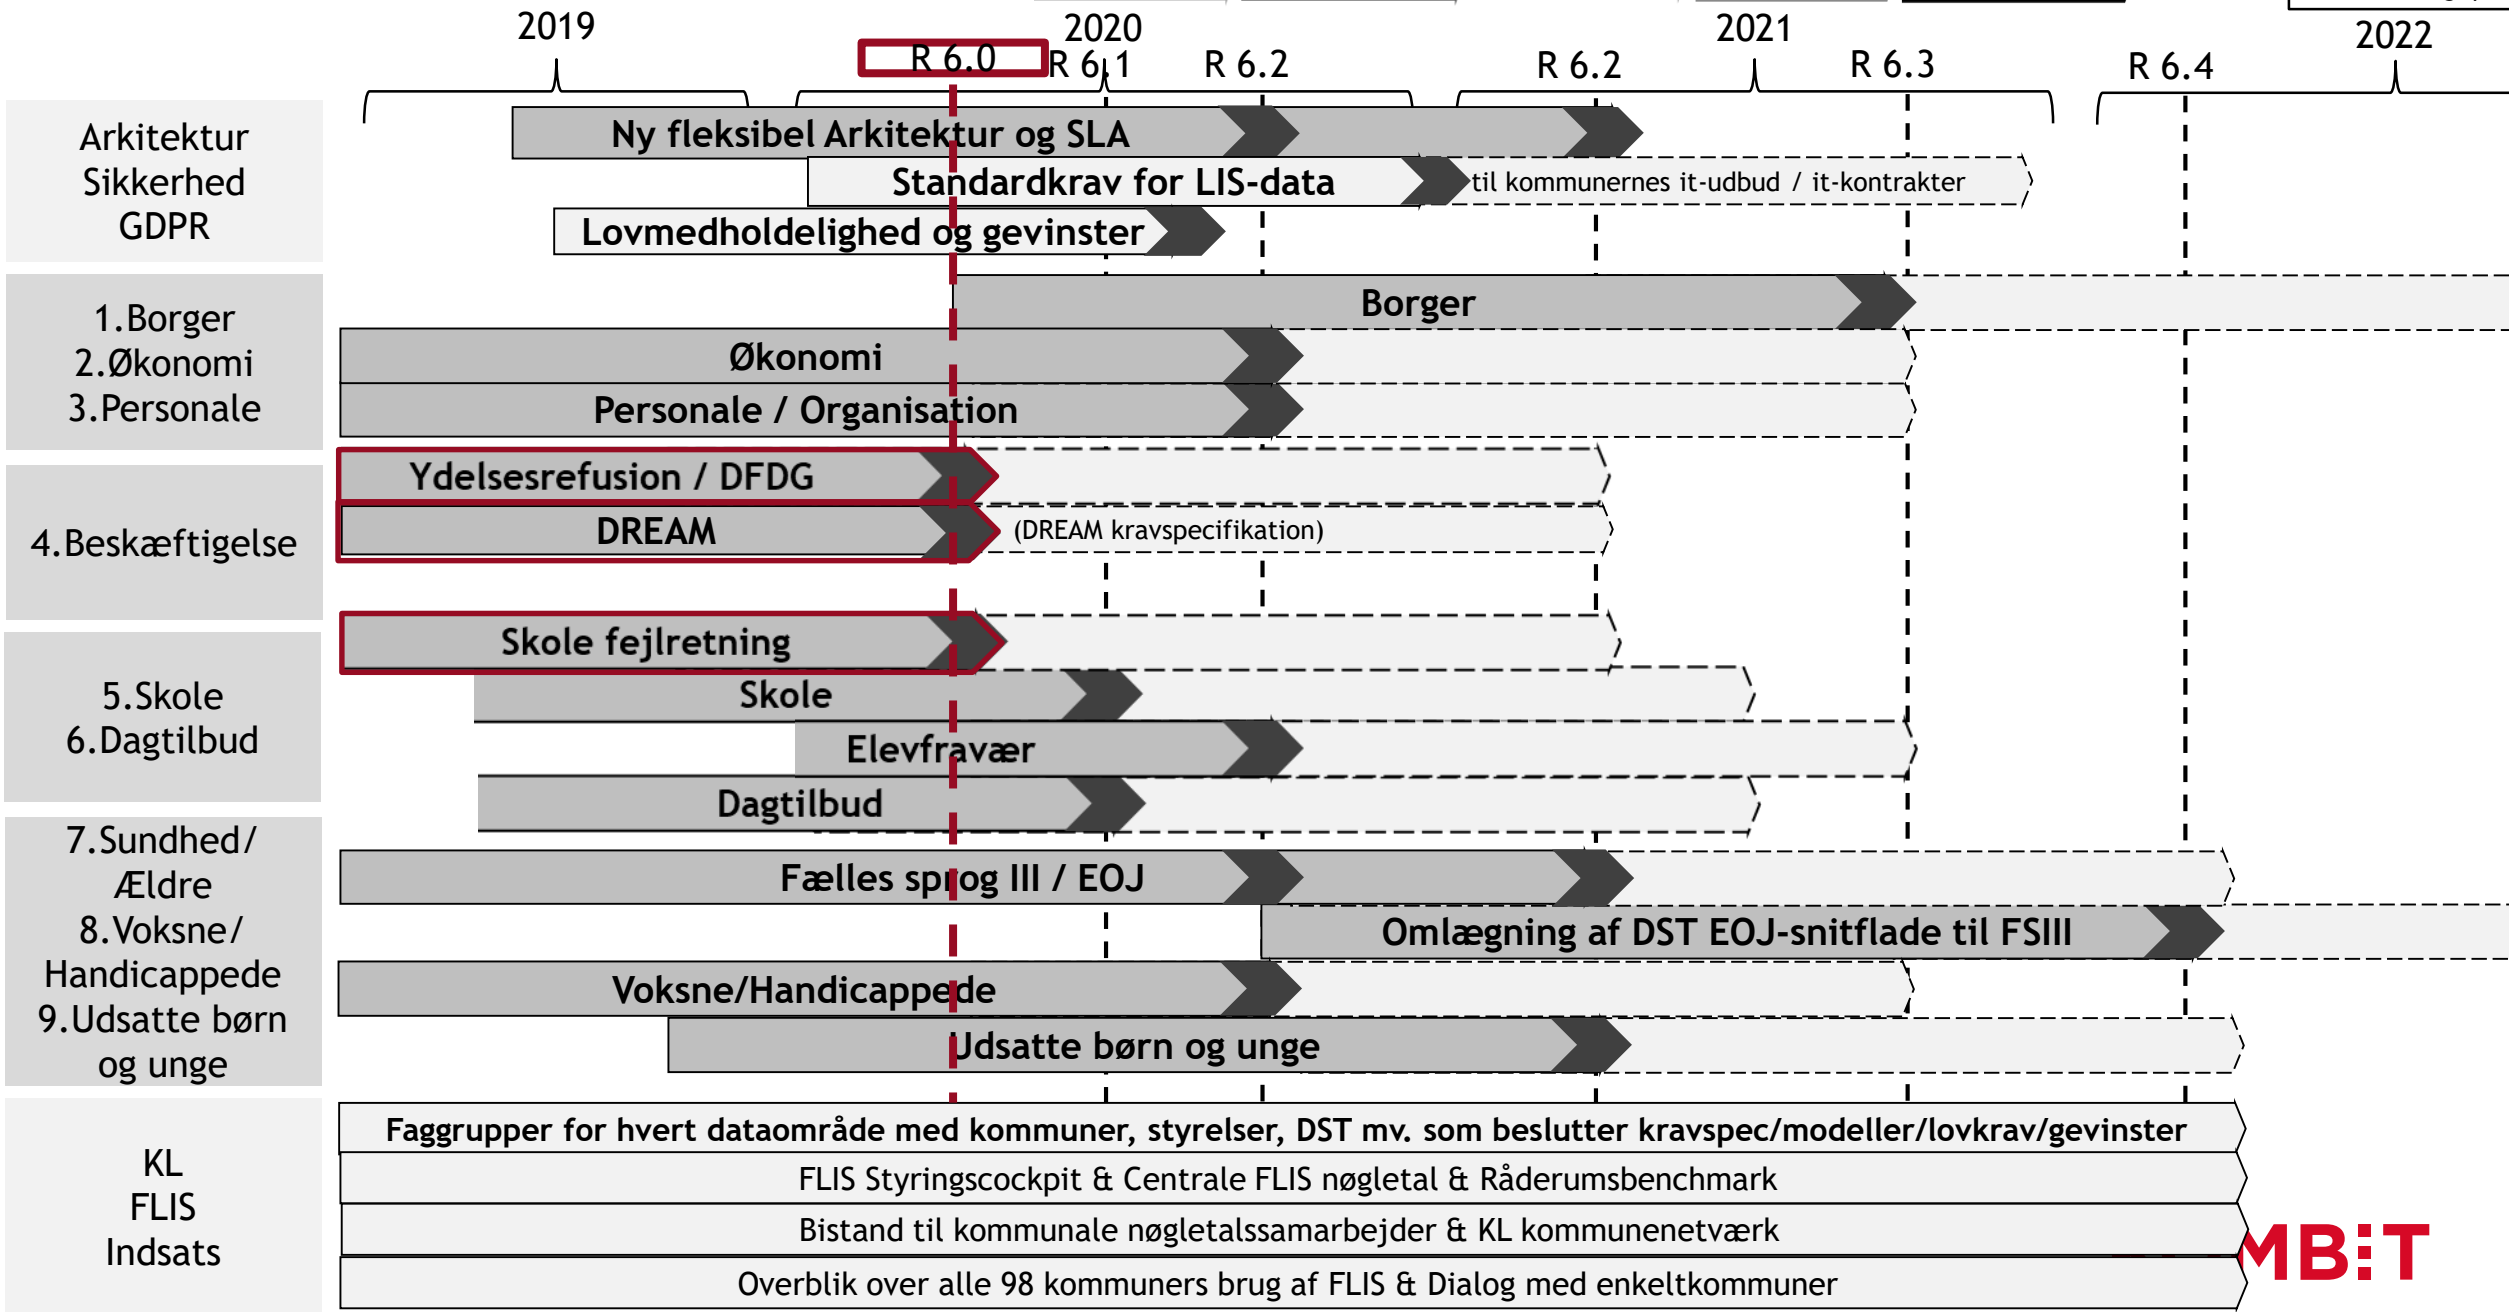 2019
2020
2021
2022
R 6.0
R 6.1
R 6.2
R 6.2
R 6.3
R 6.4
Arkitektur
Sikkerhed
GDPR
Ny fleksibel Arkitektur og SLA
Standardkrav for LIS-data
til kommunernes it-udbud / it-kontrakter
Lovmedholdelighed og gevinster
1.Borger
2.Økonomi
3.Personale
Borger
Økonomi
Personale / Organisation
4.Beskæftigelse
Ydelsesrefusion / DFDG
DREAM
(DREAM kravspecifikation)
5.Skole
6.Dagtilbud
Skole fejlretning
Skole
Elevfravær
Dagtilbud
7.Sundhed/
Ældre
8.Voksne/
Handicappede
9.Udsatte børn
og unge
Fælles sprog III / EOJ
Omlægning af DST EOJ-snitflade til FSIII
Voksne/Handicappede
Udsatte børn og unge
KL
FLIS
Indsats
Faggrupper for hvert dataområde med kommuner, styrelser, DST mv. som beslutter kravspec/modeller/lovkrav/gevinster
FLIS Styringscockpit & Centrale FLIS nøgletal & Råderumsbenchmark
Bistand til kommunale nøgletalssamarbejder & KL kommunenetværk
Overblik over alle 98 kommuners brug af FLIS & Dialog med enkeltkommuner
MBIT